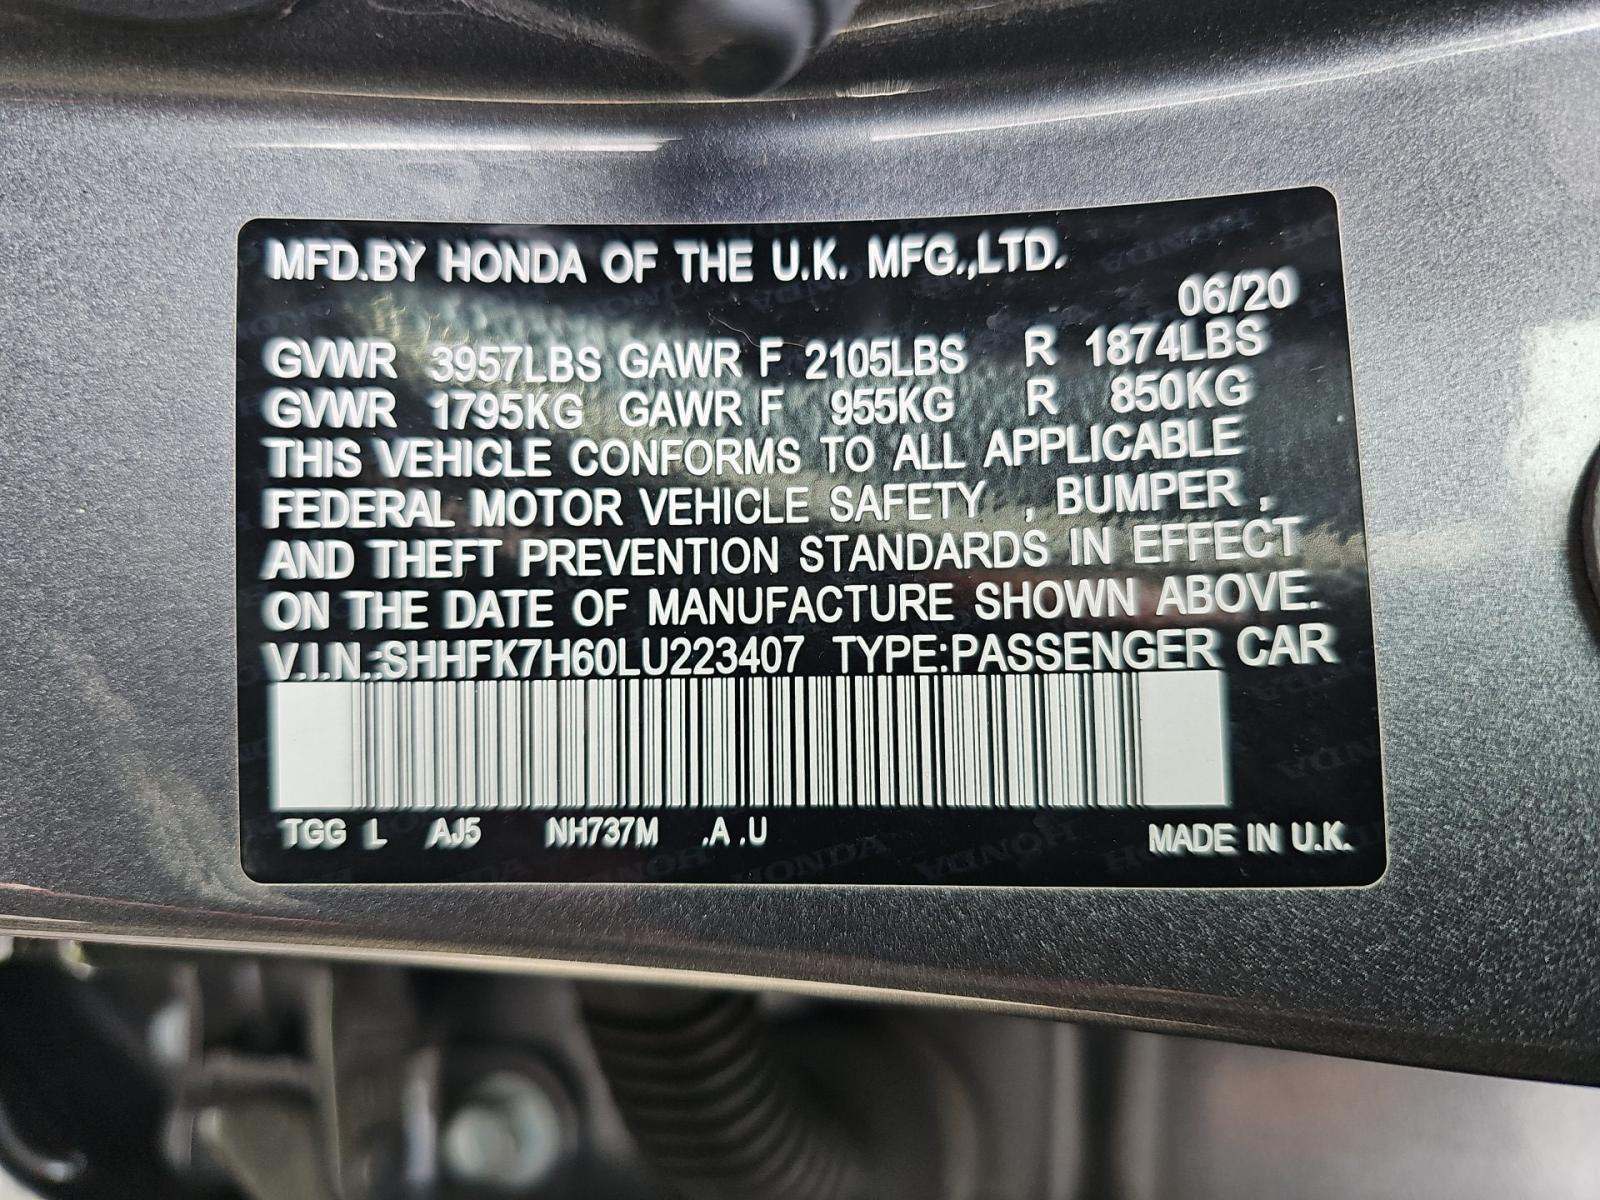 MFD.BY HONDA OF THE U.K. MFG.,LTD.
06/20
GVWR 3957LBS GAWR F 2105LBS R 1874LBS
GVWR 1795KG GAWR F 955KG R 850KG
THIS VEHICLE CONFORMS TO ALL APPLICABLE
FEDERAL MOTOR VEHICLE SAFETY , BUMPER ,
AND THEFT PREVENTION STANDARDS IN EFFECT
ON THE DATE OF MANUFACTURE SHOWN ABOVE.
V.I.N.:SHHFK7H60LU223407 TYPE:PASSENGER CAR
TGG L AJ5 NH737M .A .U MADE IN U.K.